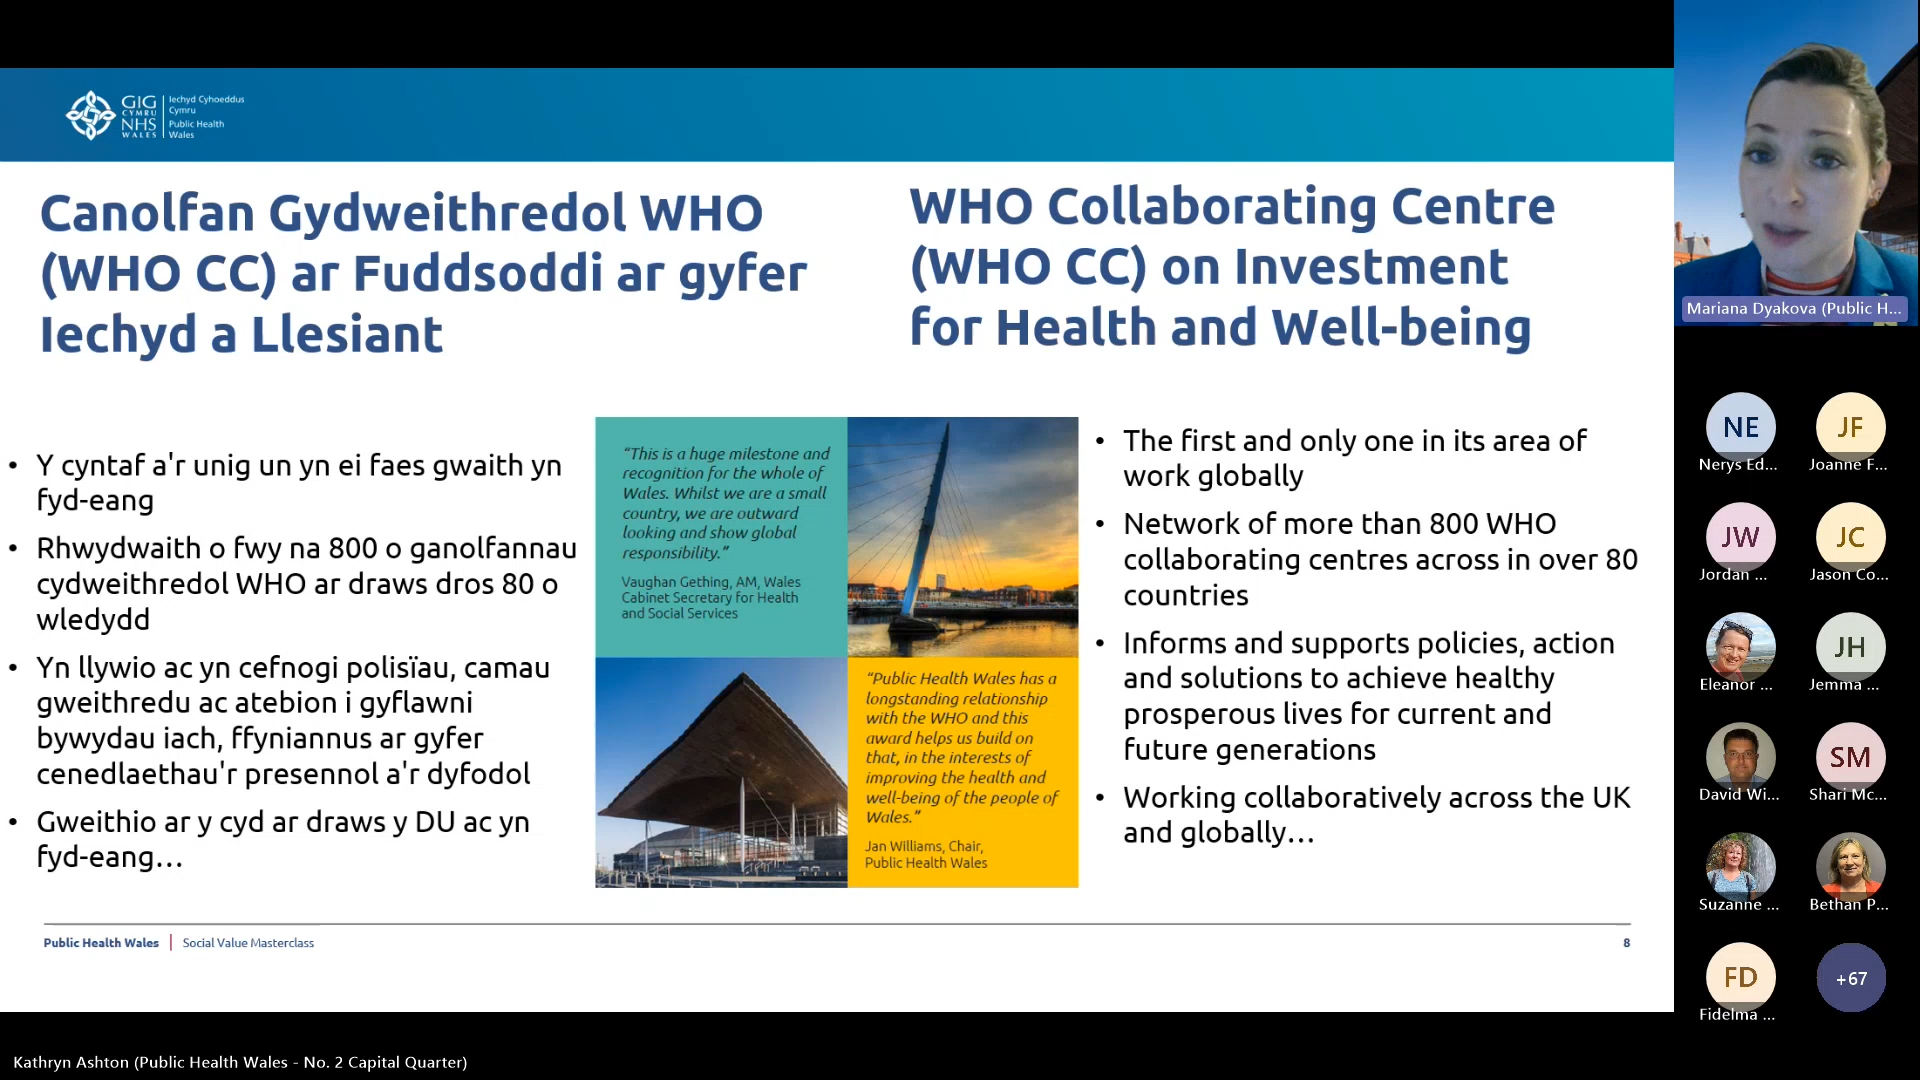 GIG
CYMRU
NHS
WALES
Iechyd Cyhoeddus
Cymru
Public Health
Wales
Canolfan Gydweithredol WHO
(WHO CC) ar Fuddsoddi ar gyfer
Iechyd a Llesiant
WHO Collaborating Centre
(WHO CC) on Investment
for Health and Well-being
• Y cyntaf a'r unig un yn ei faes gwaith yn
fyd-eang
• Rhwydwaith o fwy na 800 o ganolfannau
cydweithredol WHO ar draws dros 80 o
wledydd
• Yn llywio ac yn cefnogi polisïau, camau
gweithredu ac atebion i gyflawni
bywydau iach, ffyniannus ar gyfer
cenedlaethau'r presennol a'r dyfodol
• Gweithio ar y cyd ar draws y DU ac yn
fyd-eang…
“This is a huge milestone and
recognition for the whole of
Wales. Whilst we are a small
country, we are outward
looking and show global
responsibility.”
Vaughan Gething, AM, Wales
Cabinet Secretary for Health
and Social Services
“Public Health Wales has a
longstanding relationship
with the WHO and this
award helps us build on
that, in the interests of
improving the health and
well-being of the people of
Wales.”
Jan Williams, Chair,
Public Health Wales
• The first and only one in its area of
work globally
• Network of more than 800 WHO
collaborating centres across in over 80
countries
• Informs and supports policies, action
and solutions to achieve healthy
prosperous lives for current and
future generations
• Working collaboratively across the UK
and globally…
Public Health Wales | Social Value Masterclass
8
Mariana Dyakova (Public H...
NE
Nerys Ed...
JF
Joanne F...
JW
Jordan ...
JC
Jason Co...
Eleanor ...
JH
Jemma ...
David Wi...
SM
Shari Mc...
Suzanne ...
Bethan P...
FD
Fidelma ...
+67
Kathryn Ashton (Public Health Wales - No. 2 Capital Quarter)